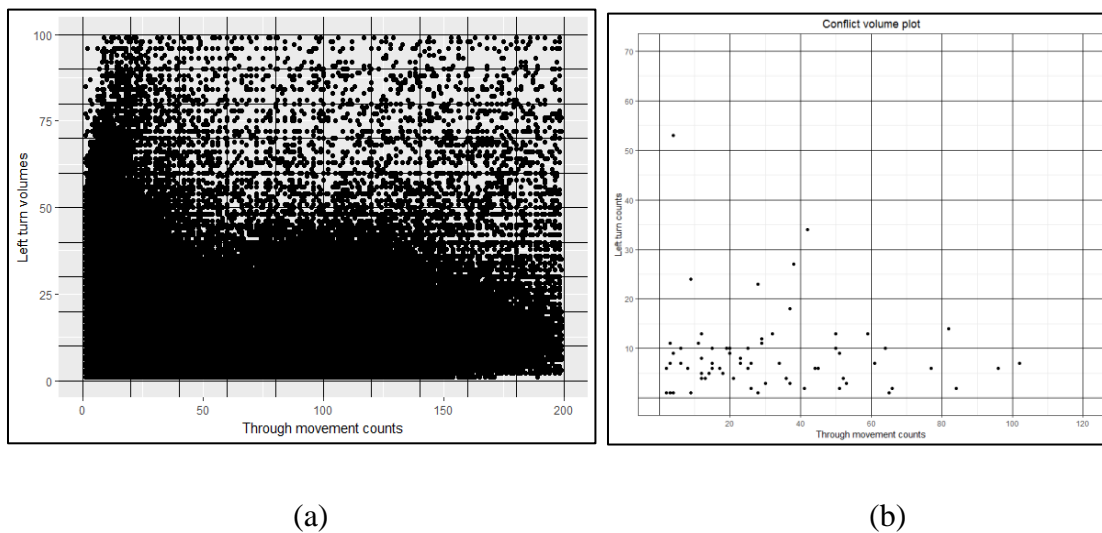 100
75
50
25
0
Left turn volumes
0 50 100 150 200
Through movement counts
Conflict volume plot
70
60
50
40
30
20
10
Left turn counts
20 40 60 80 100 120
Through movement counts
(a) (b)